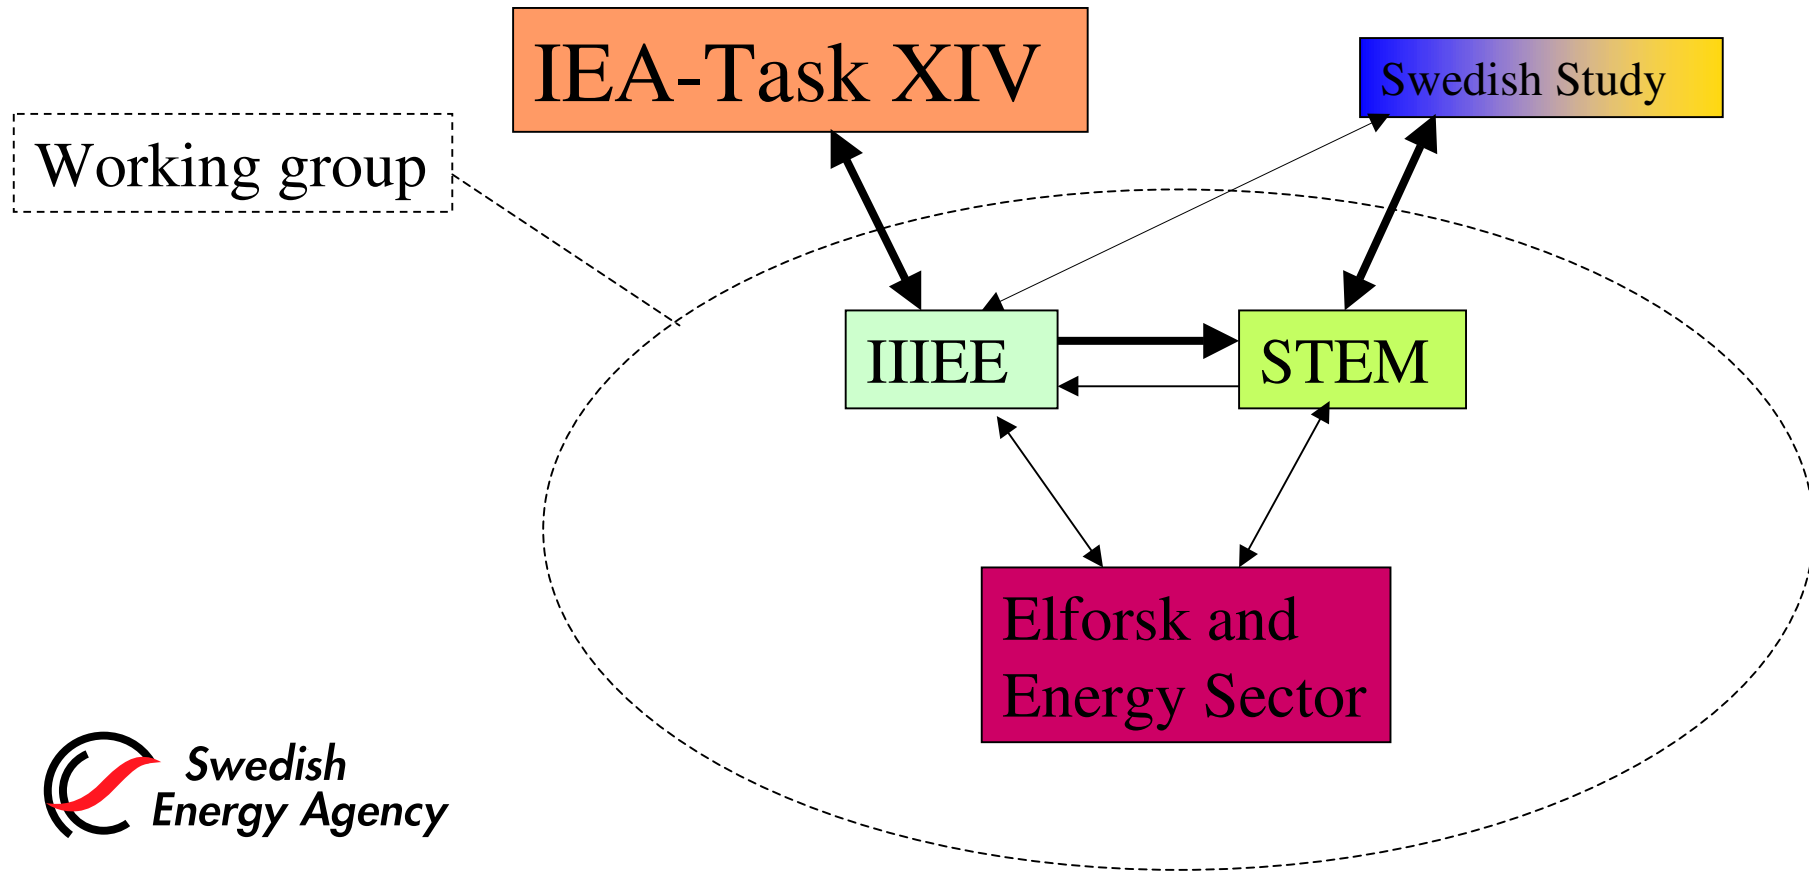 IEA-Task XIV
Swedish Study
Working group
IIIEE
STEM
Elforsk and
Energy Sector
Swedish
Energy Agency